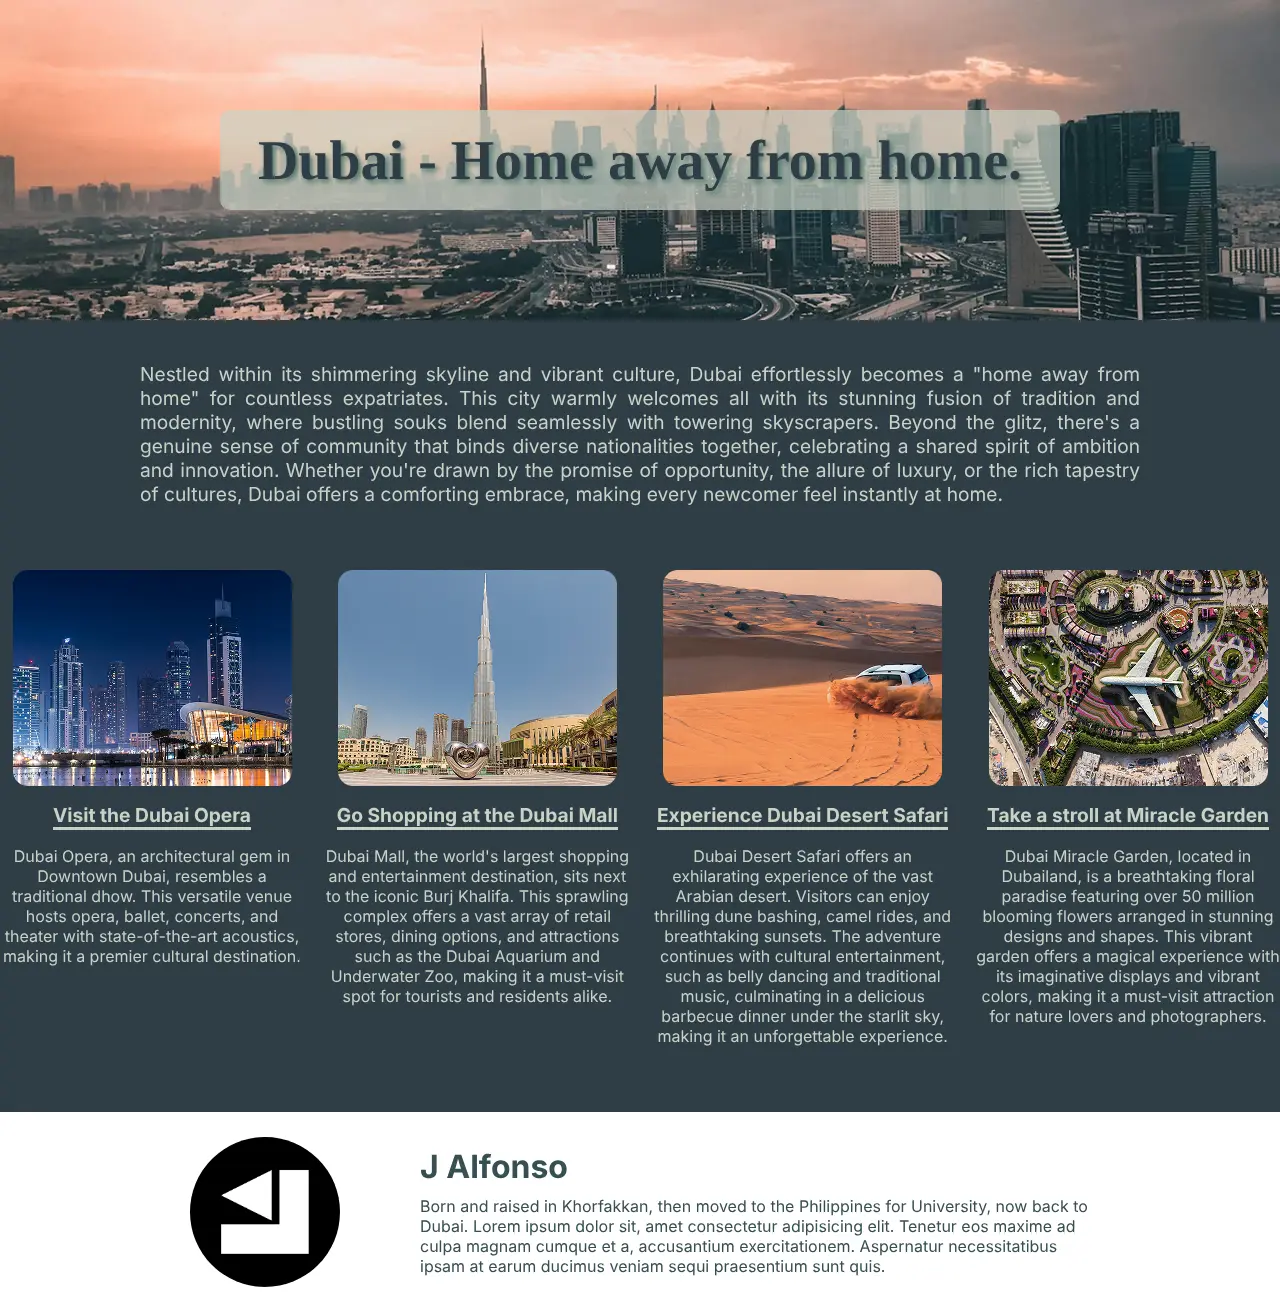 Dubai - Home away from home.
Nestled within its shimmering skyline and vibrant culture, Dubai effortlessly becomes a "home away from
home" for countless expatriates. This city warmly welcomes all with its stunning fusion of tradition and
modernity, where bustling souks blend seamlessly with towering skyscrapers. Beyond the glitz, there's a
genuine sense of community that binds diverse nationalities together, celebrating a shared spirit of ambition
and innovation. Whether you're drawn by the promise of opportunity, the allure of luxury, or the rich tapestry
of cultures, Dubai offers a comforting embrace, making every newcomer feel instantly at home.
Visit the Dubai Opera
Dubai Opera, an architectural gem in
Downtown Dubai, resembles a
traditional dhow. This versatile venue
hosts opera, ballet, concerts, and
theater with state-of-the-art acoustics,
making it a premier cultural destination.
Go Shopping at the Dubai Mall
Dubai Mall, the world's largest shopping
and entertainment destination, sits next
to the iconic Burj Khalifa. This sprawling
complex offers a vast array of retail
stores, dining options, and attractions
such as the Dubai Aquarium and
Underwater Zoo, making it a must-visit
spot for tourists and residents alike.
Experience Dubai Desert Safari
Dubai Desert Safari offers an
exhilarating experience of the vast
Arabian desert. Visitors can enjoy
thrilling dune bashing, camel rides, and
breathtaking sunsets. The adventure
continues with cultural entertainment,
such as belly dancing and traditional
music, culminating in a delicious
barbecue dinner under the starlit sky,
making it an unforgettable experience.
Take a stroll at Miracle Garden
Dubai Miracle Garden, located in
Dubailand, is a breathtaking floral
paradise featuring over 50 million
blooming flowers arranged in stunning
designs and shapes. This vibrant
garden offers a magical experience with
its imaginative displays and vibrant
colors, making it a must-visit attraction
for nature lovers and photographers.
J Alfonso
Born and raised in Khorfakkan, then moved to the Philippines for University, now back to
Dubai. Lorem ipsum dolor sit, amet consectetur adipisicing elit. Tenetur eos maxime ad
culpa magnam cumque et a, accusantium exercitationem. Aspernatur necessitatibus
ipsam at earum ducimus veniam sequi praesentium sunt quis.